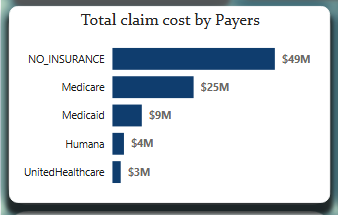 Total claim cost by Payers
NO_INSURANCE $49M
Medicare $25M
Medicaid $9M
Humana $4M
UnitedHealthcare $3M